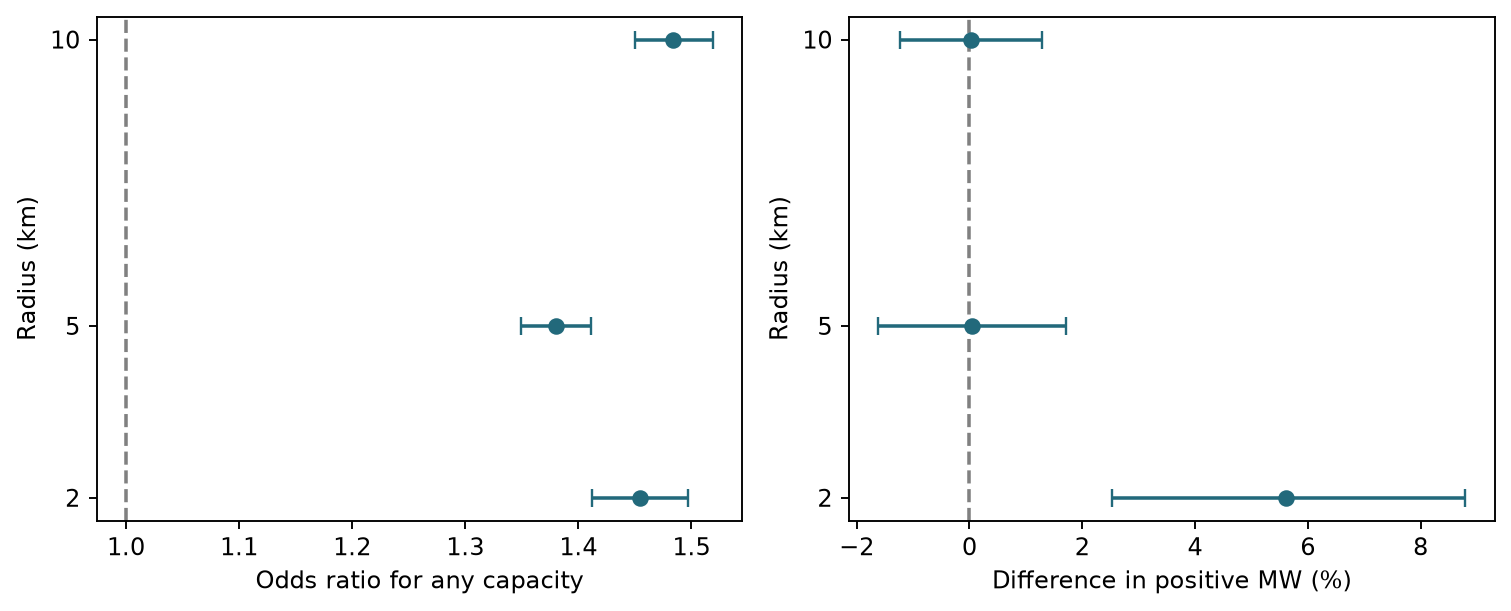 10
5
2
Radius (km)
1.0 1.1 1.2 1.3 1.4 1.5
Odds ratio for any capacity
10
5
2
Radius (km)
−2 0 2 4 6 8
Difference in positive MW (%)